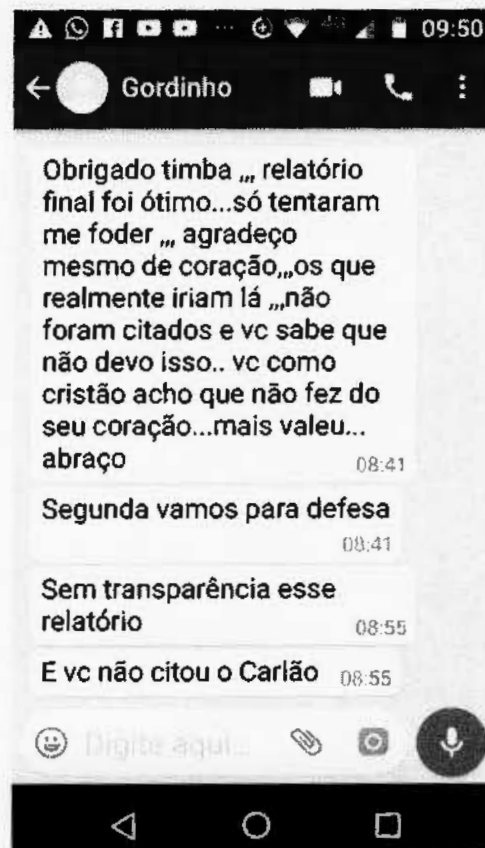 09:50
Gordinho
Obrigado timba ,,, relatório
final foi ótimo...só tentaram
me foder ,,, agradeço
mesmo de coração,,,os que
realmente iriam lá ,,,não
foram citados e vc sabe que
não devo isso.. vc como
cristão acho que não fez do
seu coração...mais valeu...
abraço
08:41
Segunda vamos para defesa
08:41
Sem transparência esse
relatório
08:55
E vc não citou o Carlão 08:55
Digite aqui...